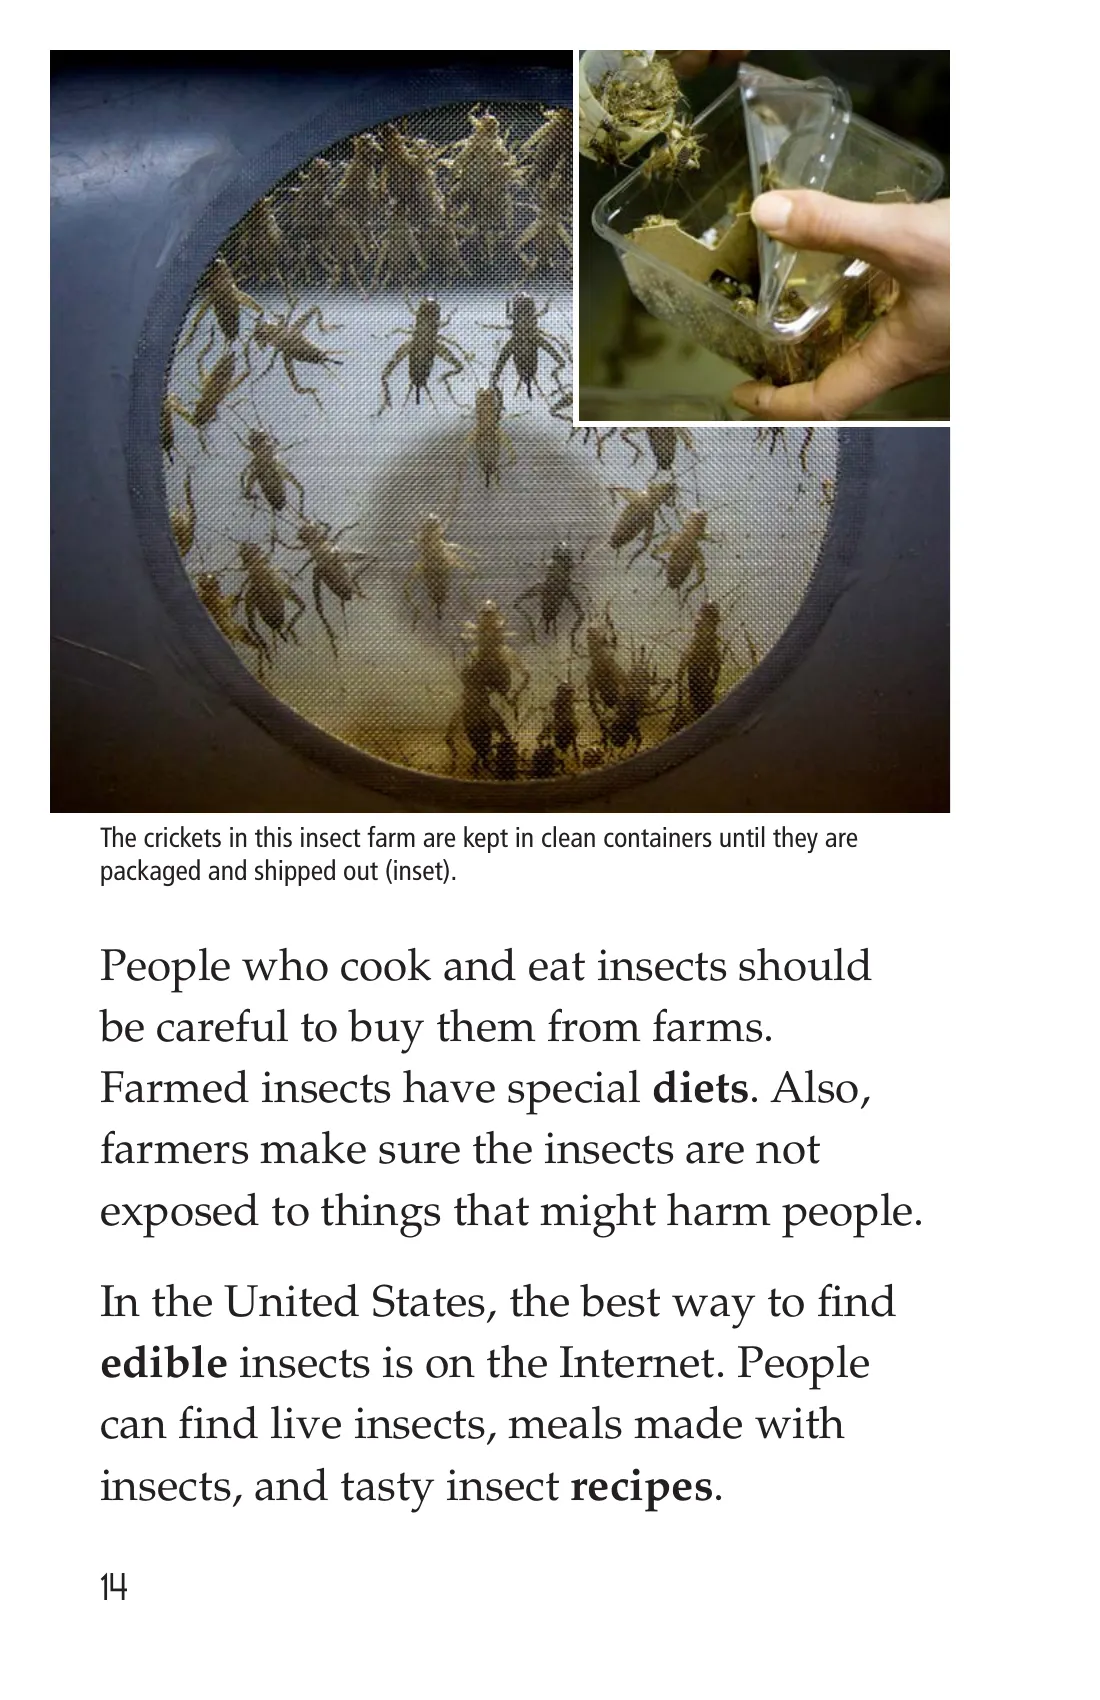 The crickets in this insect farm are kept in clean containers until they are
packaged and shipped out (inset).
People who cook and eat insects should
be careful to buy them from farms.
Farmed insects have special diets. Also,
farmers make sure the insects are not
exposed to things that might harm people.
In the United States, the best way to find
edible insects is on the Internet. People
can find live insects, meals made with
insects, and tasty insect recipes.
14